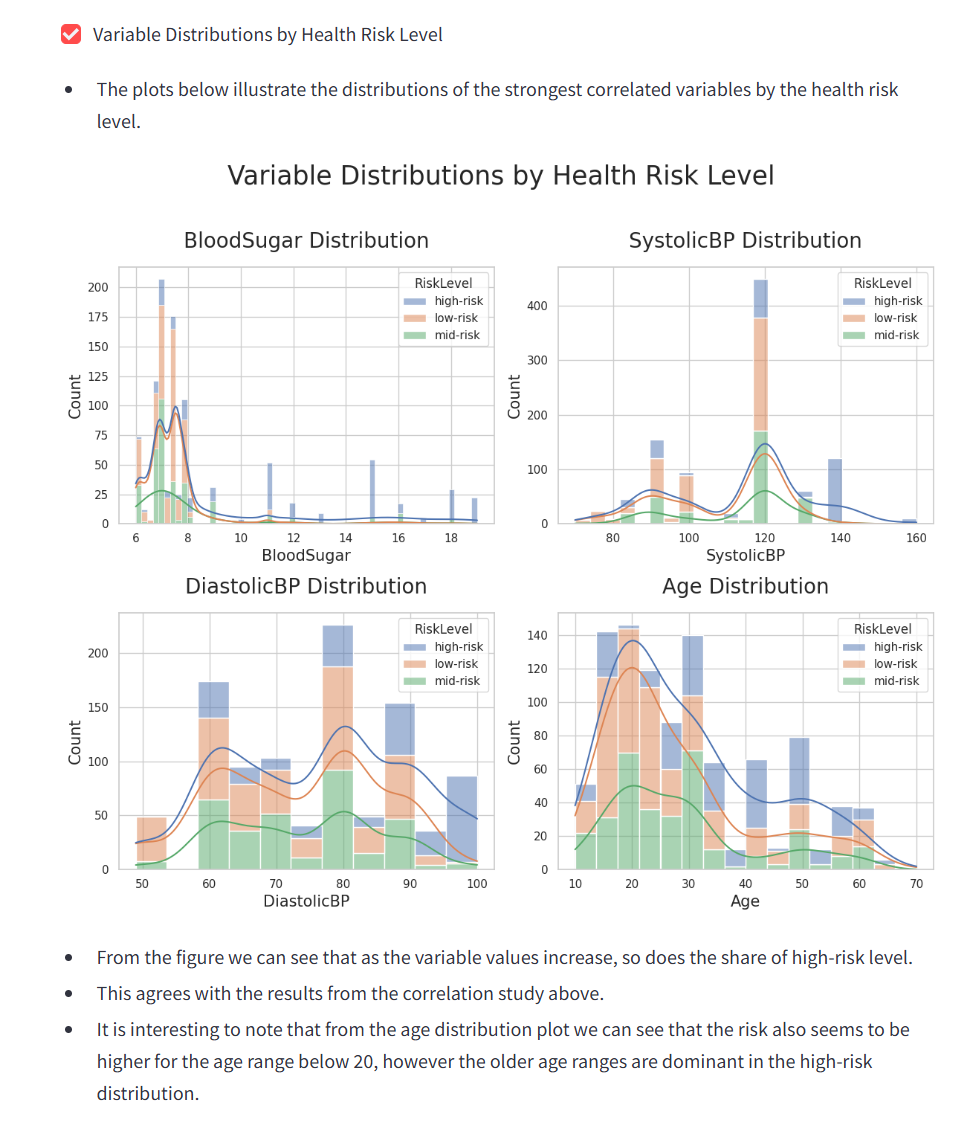 Variable Distributions by Health Risk Level
• The plots below illustrate the distributions of the strongest correlated variables by the health risk
level.
Variable Distributions by Health Risk Level
BloodSugar Distribution
200
175
150
125
100
75
50
25
0
Count
RiskLevel
high-risk
low-risk
mid-risk
6 8 10 12 14 16 18
BloodSugar
SystolicBP Distribution
400
300
200
100
0
Count
RiskLevel
high-risk
low-risk
mid-risk
80 100 120 140 160
SystolicBP
DiastolicBP Distribution
200
150
100
50
0
Count
RiskLevel
high-risk
low-risk
mid-risk
50 60 70 80 90 100
DiastolicBP
Age Distribution
140
120
100
80
60
40
20
0
Count
RiskLevel
high-risk
low-risk
mid-risk
10 20 30 40 50 60 70
Age
• From the figure we can see that as the variable values increase, so does the share of high-risk level.
• This agrees with the results from the correlation study above.
• It is interesting to note that from the age distribution plot we can see that the risk also seems to be
higher for the age range below 20, however the older age ranges are dominant in the high-risk
distribution.